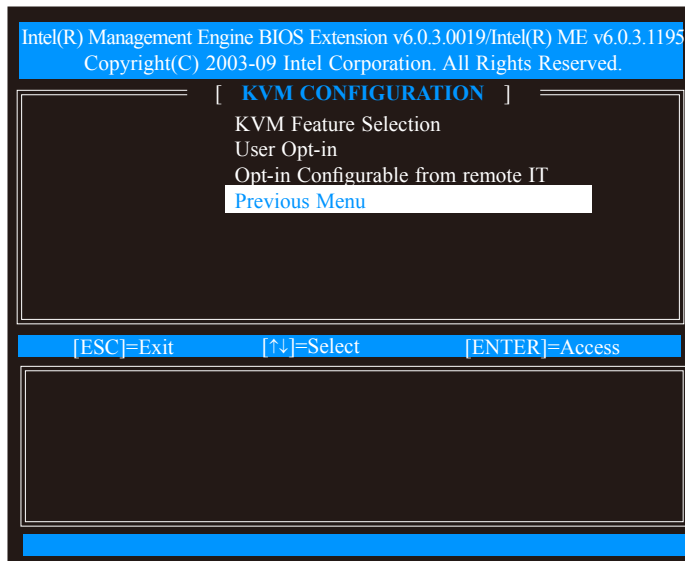 Intel(R) Management Engine BIOS Extension v6.0.3.0019/Intel(R) ME v6.0.3.1195
Copyright(C) 2003-09 Intel Corporation. All Rights Reserved.
[ KVM CONFIGURATION ]
KVM Feature Selection
User Opt-in
Opt-in Configurable from remote IT
Previous Menu
[ESC]=Exit [↑↓]=Select [ENTER]=Access